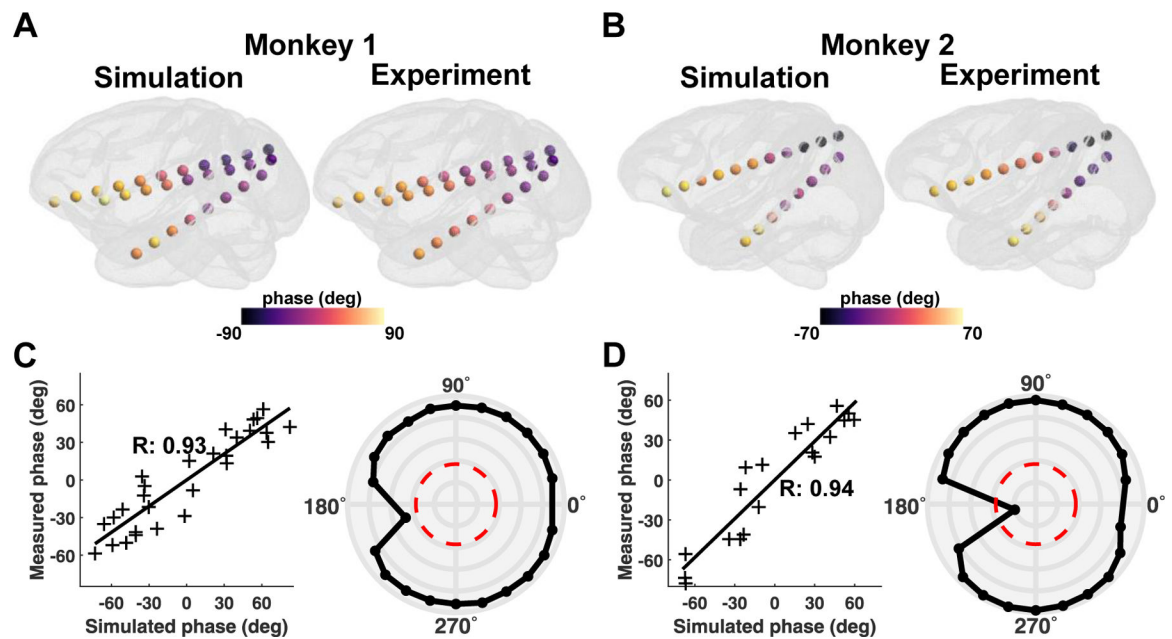 A
Monkey 1
Simulation Experiment
B
Monkey 2
Simulation Experiment
phase (deg)
-90 90
phase (deg)
-70 70
C
Measured phase (deg)
60
30
0
-30
-60
R: 0.93
-60 -30 0 30 60
Simulated phase (deg)
90°
180° 0°
270°
D
Measured phase (deg)
60
30
0
-30
-60
R: 0.94
-60 -30 0 30 60
Simulated phase (deg)
90°
180° 0°
270°